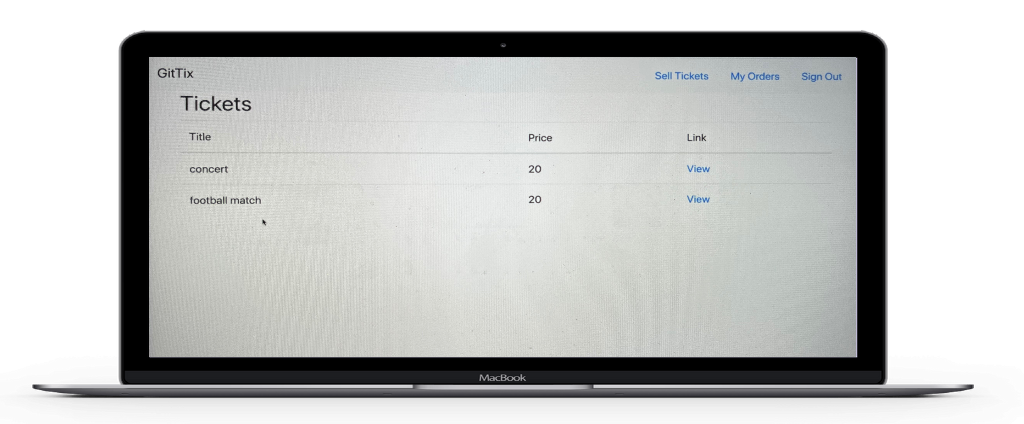 GitTix
Sell Tickets My Orders Sign Out
Tickets
Title Price Link
concert 20 View
football match 20 View
MacBook